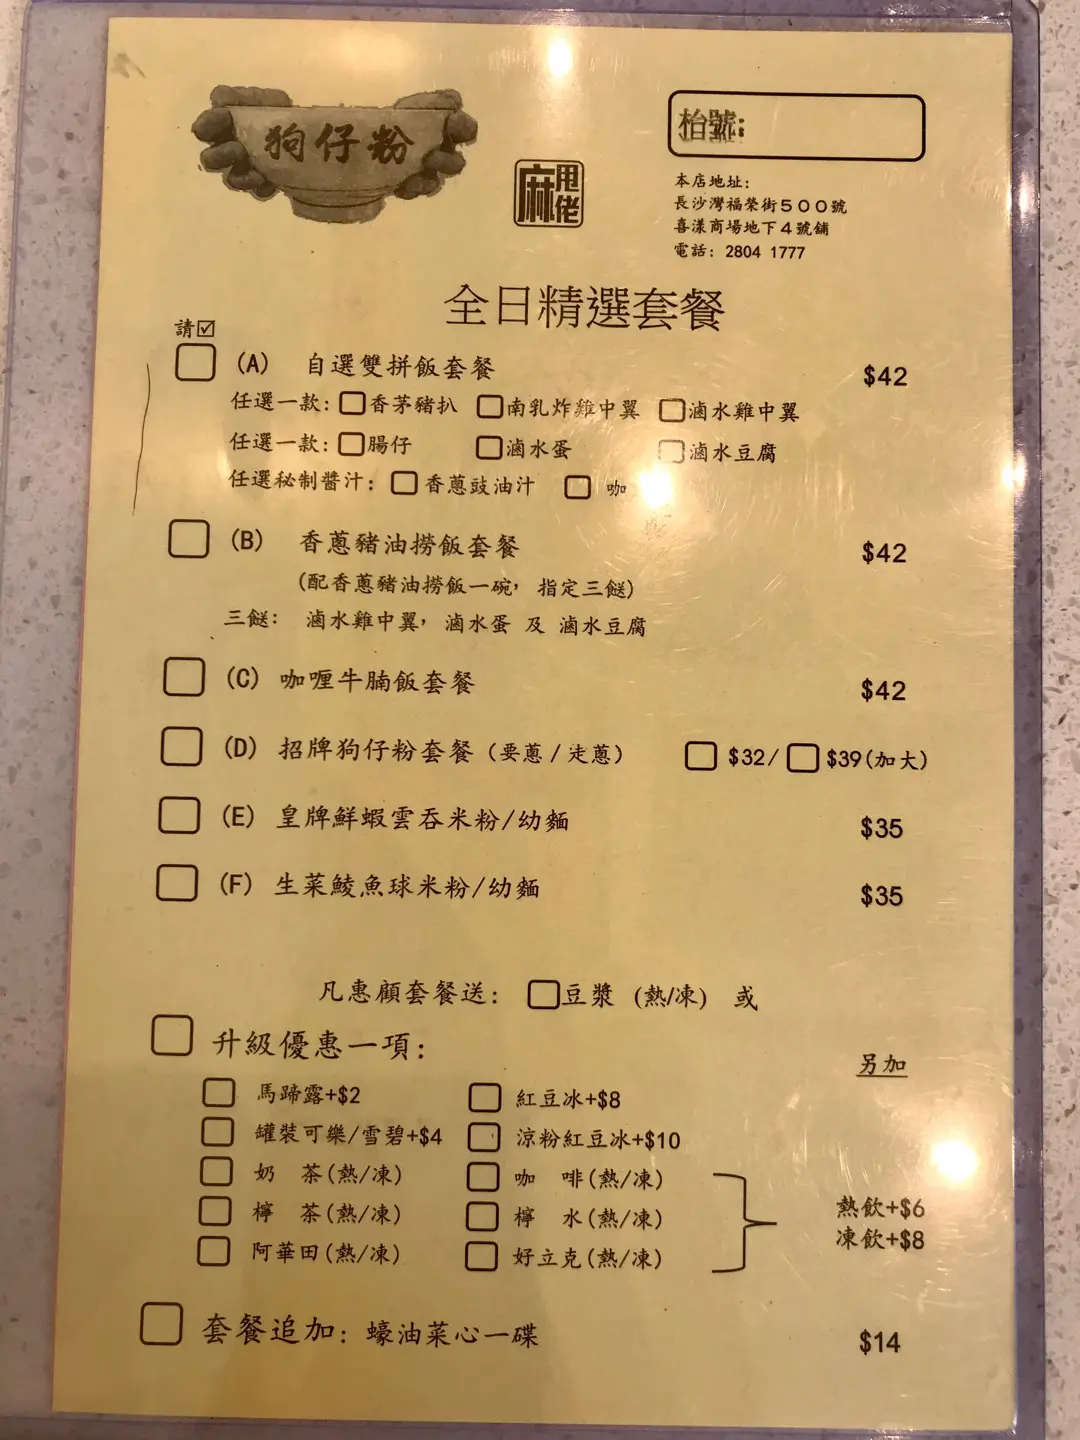 狗仔粉
麻甩佬
枱號:
本店地址:
長沙灣福榮街500號
喜漾商場地下4號舖
電話: 2804 1777
全日精選套餐
請☑
(A) 自選雙拼飯套餐 $42
任選一款: 香茅豬扒 南乳炸雞中翼 滷水雞中翼
任選一款: 腸仔 滷水蛋 滷水豆腐
任選秘制醬汁: 香蔥豉油汁 咖
(B) 香蔥豬油撈飯套餐 $42
(配香蔥豬油撈飯一碗, 指定三餸)
三餸: 滷水雞中翼, 滷水蛋 及 滷水豆腐
(C) 咖喱牛腩飯套餐 $42
(D) 招牌狗仔粉套餐 (要蔥/走蔥) $32/ $39(加大)
(E) 皇牌鮮蝦雲吞米粉/幼麵 $35
(F) 生菜鯪魚球米粉/幼麵 $35
凡惠顧套餐送: 豆漿 (熱/凍) 或
升級優惠一項: 另加
馬蹄露+$2 紅豆冰+$8
罐裝可樂/雪碧+$4 涼粉紅豆冰+$10
奶 茶(熱/凍) 咖 啡(熱/凍)
檸 茶(熱/凍) 檸 水(熱/凍)
阿華田(熱/凍) 好立克(熱/凍)
熱飲+$6
凍飲+$8
套餐追加: 蠔油菜心一碟 $14